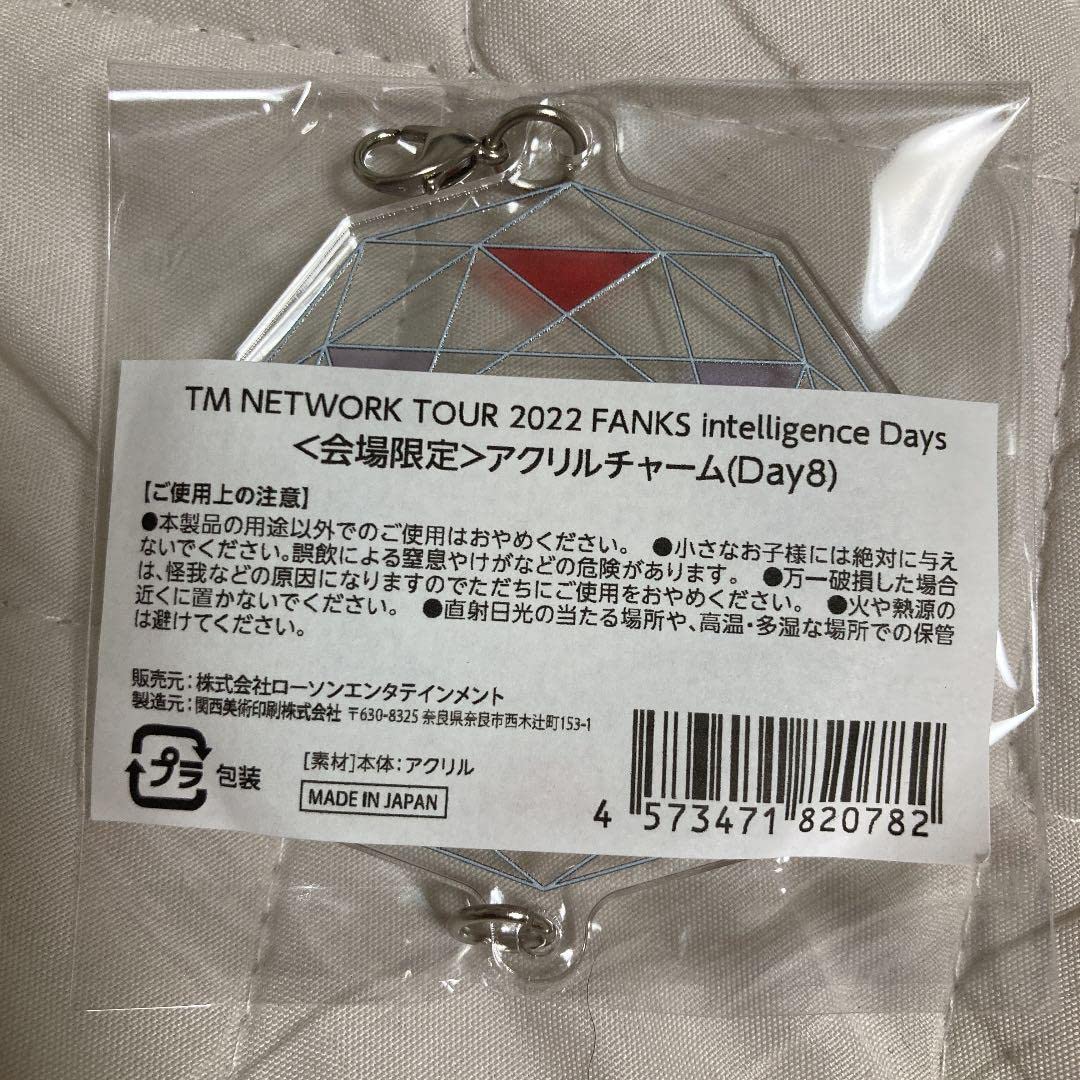 TM NETWORK TOUR 2022 FANKS intelligence Days
<会場限定>アクリルチャーム(Day8)
【ご使用上の注意】
●本製品の用途以外でのご使用はおやめください。 ●小さなお子様には絶対に与え
ないでください。誤飲による窒息やけがなどの危険があります。 ●万一破損した場合
は、怪我などの原因になりますのでただちにご使用をおやめください。 ●火や熱源の
近くに置かないでください。 ●直射日光の当たる場所や、高温・多湿な場所での保管
は避けてください。
販売元：株式会社ローソンエンタテインメント
製造元：関西美術印刷株式会社 〒630-8325 奈良県奈良市西木辻町153-1
プラ 包装
[素材]本体：アクリル
MADE IN JAPAN
4 573471 820782